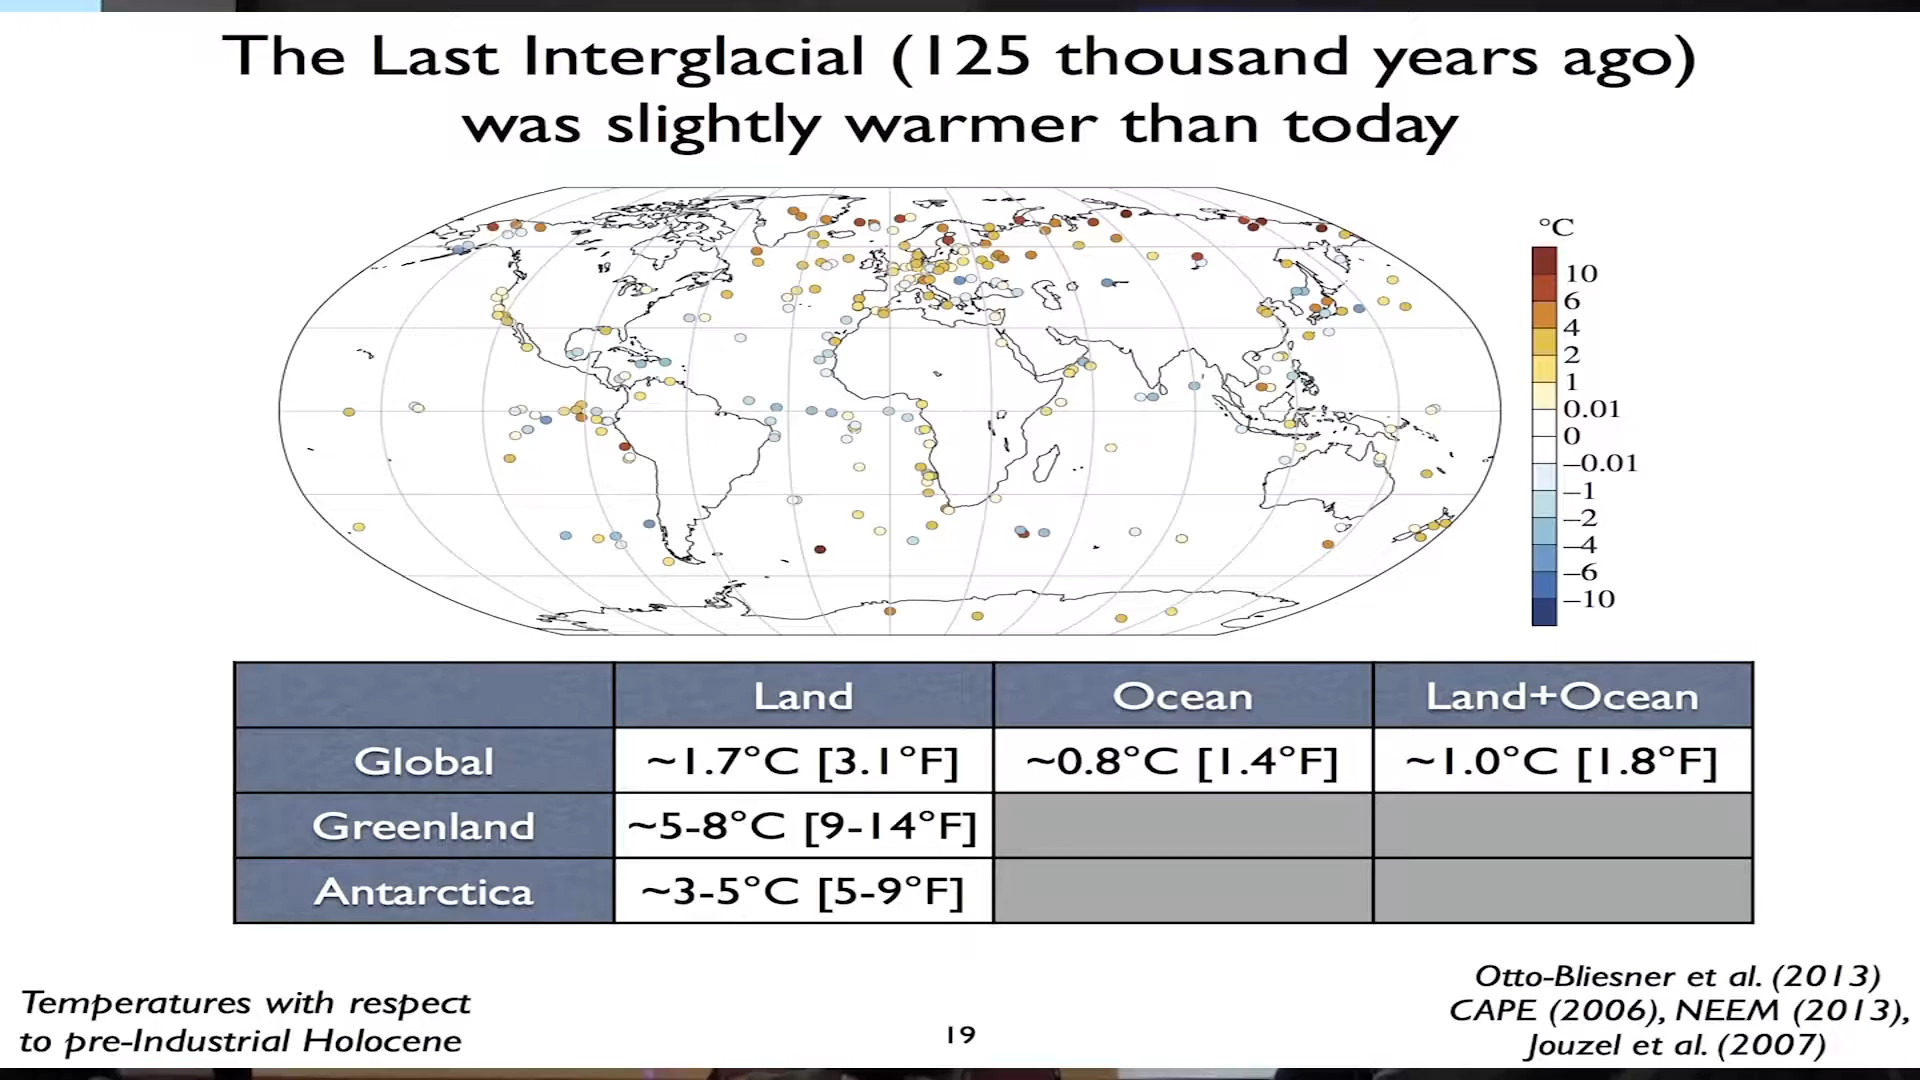 The Last Interglacial (125 thousand years ago)
was slightly warmer than today
°C
10
6
4
2
1
0.01
0
–0.01
–1
–2
–4
–6
–10
Land Ocean Land+Ocean
Global ~1.7°C [3.1°F] ~0.8°C [1.4°F] ~1.0°C [1.8°F]
Greenland ~5-8°C [9-14°F]
Antarctica ~3-5°C [5-9°F]
Temperatures with respect
to pre-Industrial Holocene
19
Otto-Bliesner et al. (2013)
CAPE (2006), NEEM (2013),
Jouzel et al. (2007)